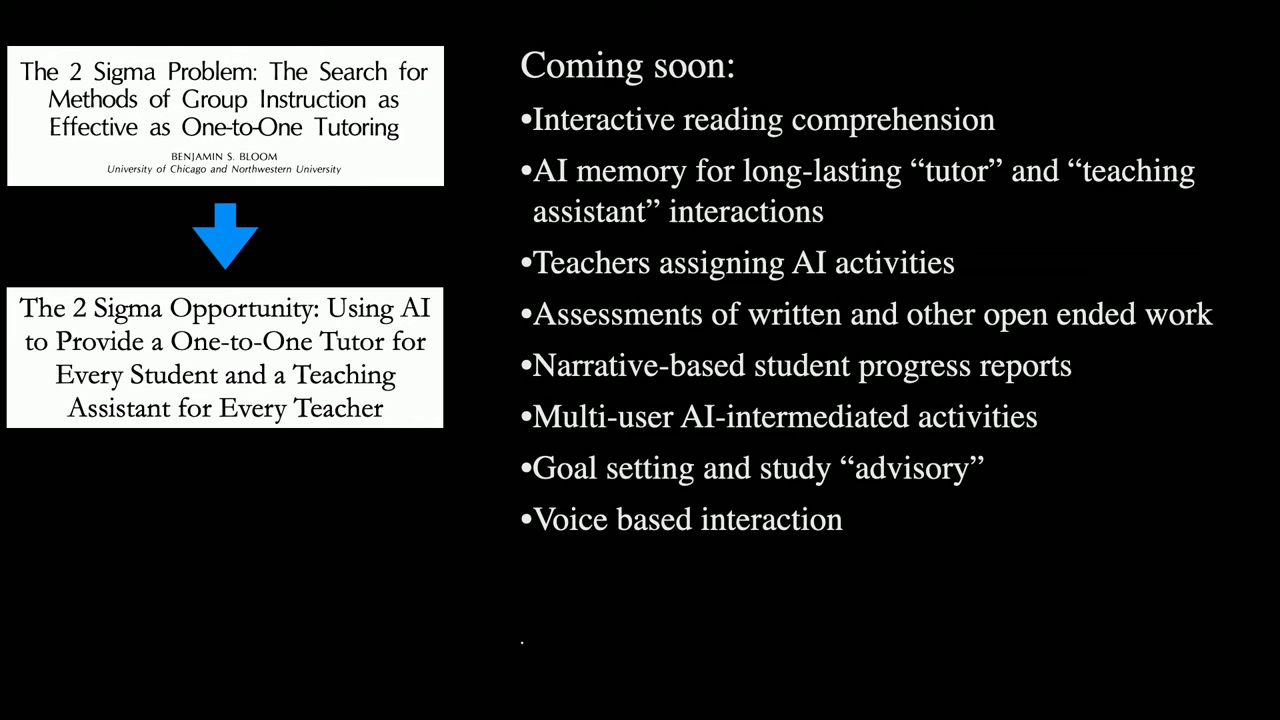 The 2 Sigma Problem: The Search for
Methods of Group Instruction as
Effective as One-to-One Tutoring
BENJAMIN S. BLOOM
University of Chicago and Northwestern University
The 2 Sigma Opportunity: Using AI
to Provide a One-to-One Tutor for
Every Student and a Teaching
Assistant for Every Teacher
Coming soon:
•Interactive reading comprehension
•AI memory for long-lasting “tutor” and “teaching
assistant” interactions
•Teachers assigning AI activities
•Assessments of written and other open ended work
•Narrative-based student progress reports
•Multi-user AI-intermediated activities
•Goal setting and study “advisory”
•Voice based interaction
.